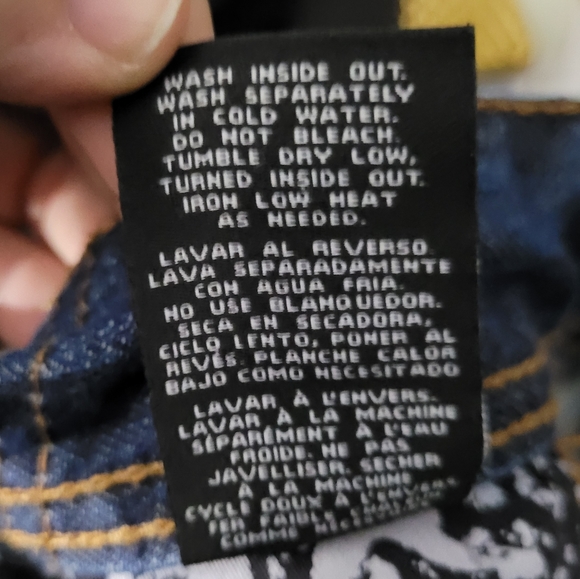 WASH INSIDE OUT.
WASH SEPARATELY
IN COLD WATER.
DO NOT BLEACH.
TUMBLE DRY LOW,
TURNED INSIDE OUT.
IRON LOW HEAT
AS NEEDED.
LAVAR AL REVERSO
LAVA SEPARADAMENTE
CON AGUA FRIA.
NO USE BLANQUEDOR.
SECA EN SECADORA,
CICLO LENTO, PONER AL
REVÉS. PLANCHE CALOR
BAJO COMO NECESITADO
LAVAR À L'ENVERS.
LAVAR À LA MACHINE
SÉPARÉMENT À L'EAU
FROIDE. NE PAS
JAVELLISER. SÉCHER
À LA MACHINE
CYCLE DOUX À L'ENVERS
FER FAIBLE
COMME